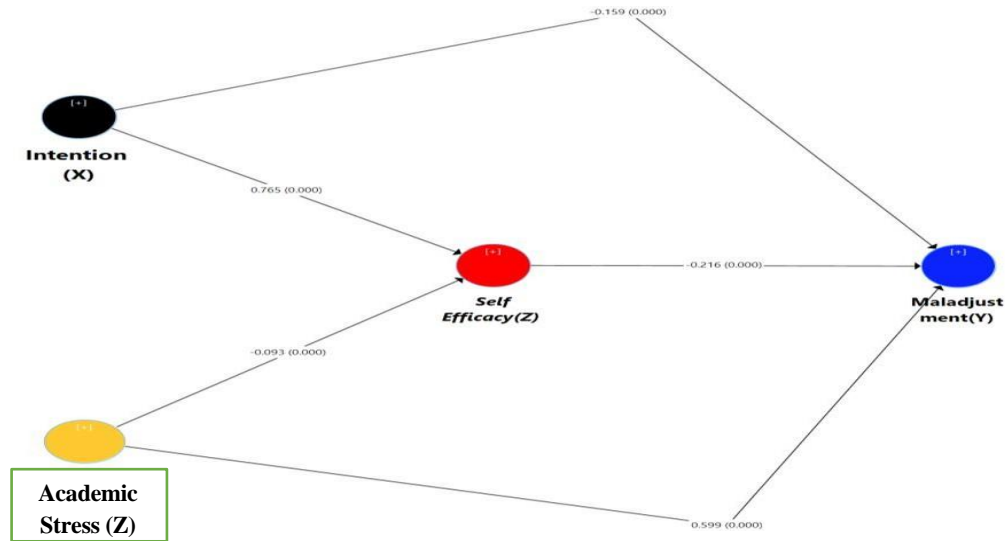 -0.159 (0.000)
[+]
Intention
(X)
0.765 (0.000)
[+]
Self
Efficacy(Z)
-0.216 (0.000)
[+]
Maladjust
ment(Y)
-0.093 (0.000)
[+]
Academic
Stress (Z)
0.599 (0.000)